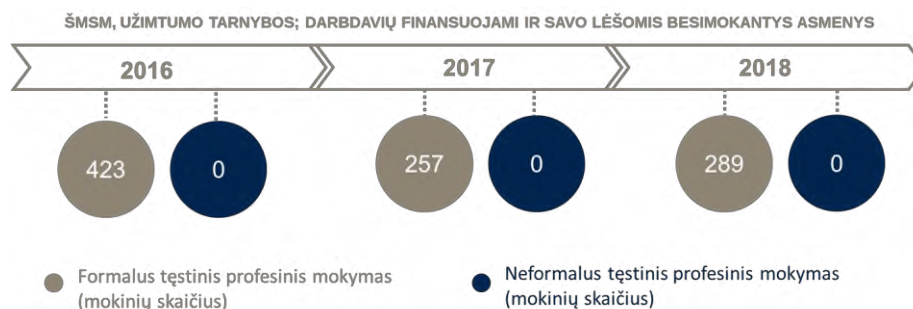 ŠMSM, UŽIMTUMO TARNYBOS; DARBDAVIŲ FINANSUOJAMI IR SAVO LĖŠOMIS BESIMOKANTYS ASMENYS
2016 2017 2018
423 0 257 0 289 0
Formalus tęstinis profesinis mokymas
(mokinių skaičius)
Neformalus tęstinis profesinis mokymas
(mokinių skaičius)